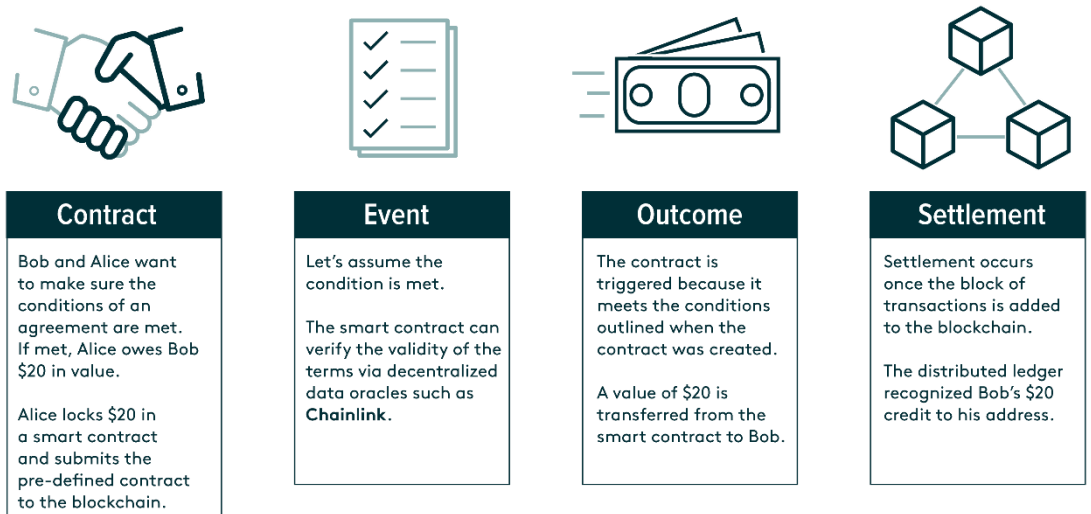 Contract
Bob and Alice want
to make sure the
conditions of an
agreement are met.
If met, Alice owes Bob
$20 in value.
Alice locks $20 in
a smart contract
and submits the
pre-defined contract
to the blockchain.
Event
Let's assume the
condition is met.
The smart contract can
verify the validity of the
terms via decentralized
data oracles such as
Chainlink.
Outcome
The contract is
triggered because it
meets the conditions
outlined when the
contract was created.
A value of $20 is
transferred from the
smart contract to Bob.
Settlement
Settlement occurs
once the block of
transactions is added
to the blockchain.
The distributed ledger
recognized Bob's $20
credit to his address.